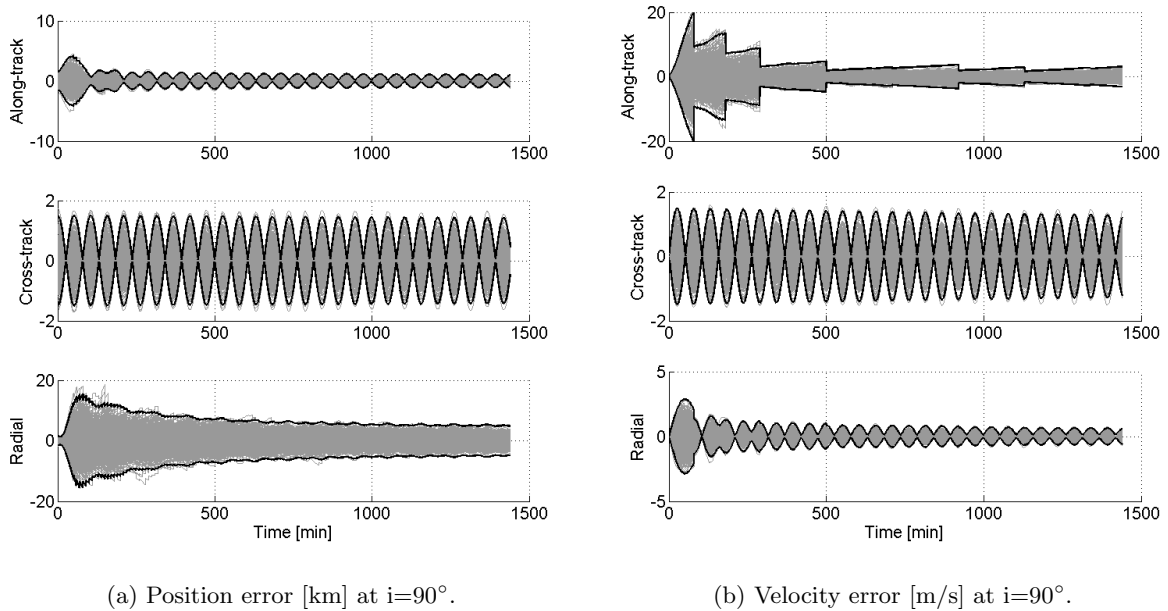 10
0
-10
Along-track
0 500 1000 1500
2
0
-2
Cross-track
0 500 1000 1500
20
0
-20
Radial
0 500 1000 1500
Time [min]
(a) Position error [km] at i=90°.
20
0
-20
Along-track
0 500 1000 1500
2
0
-2
Cross-track
0 500 1000 1500
5
0
-5
Radial
0 500 1000 1500
Time [min]
(b) Velocity error [m/s] at i=90°.